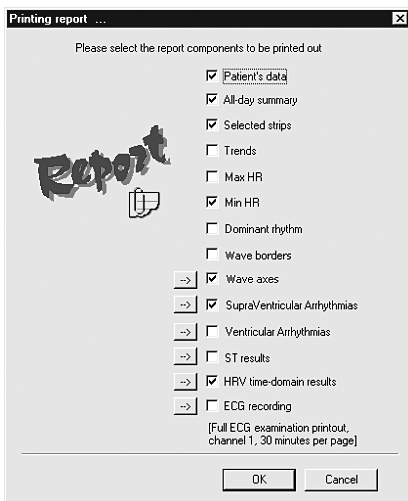 Printing report ...
Please select the report components to be printed out
Patient's data
All-day summary
Selected strips
Trends
Max HR
Report
Min HR
Dominant rhythm
Wave borders
--> Wave axes
--> SupraVentricular Arrhythmias
--> Ventricular Arrhythmias
--> ST results
--> HRV time-domain results
--> ECG recording
[Full ECG examination printout,
channel 1, 30 minutes per page]
OK Cancel